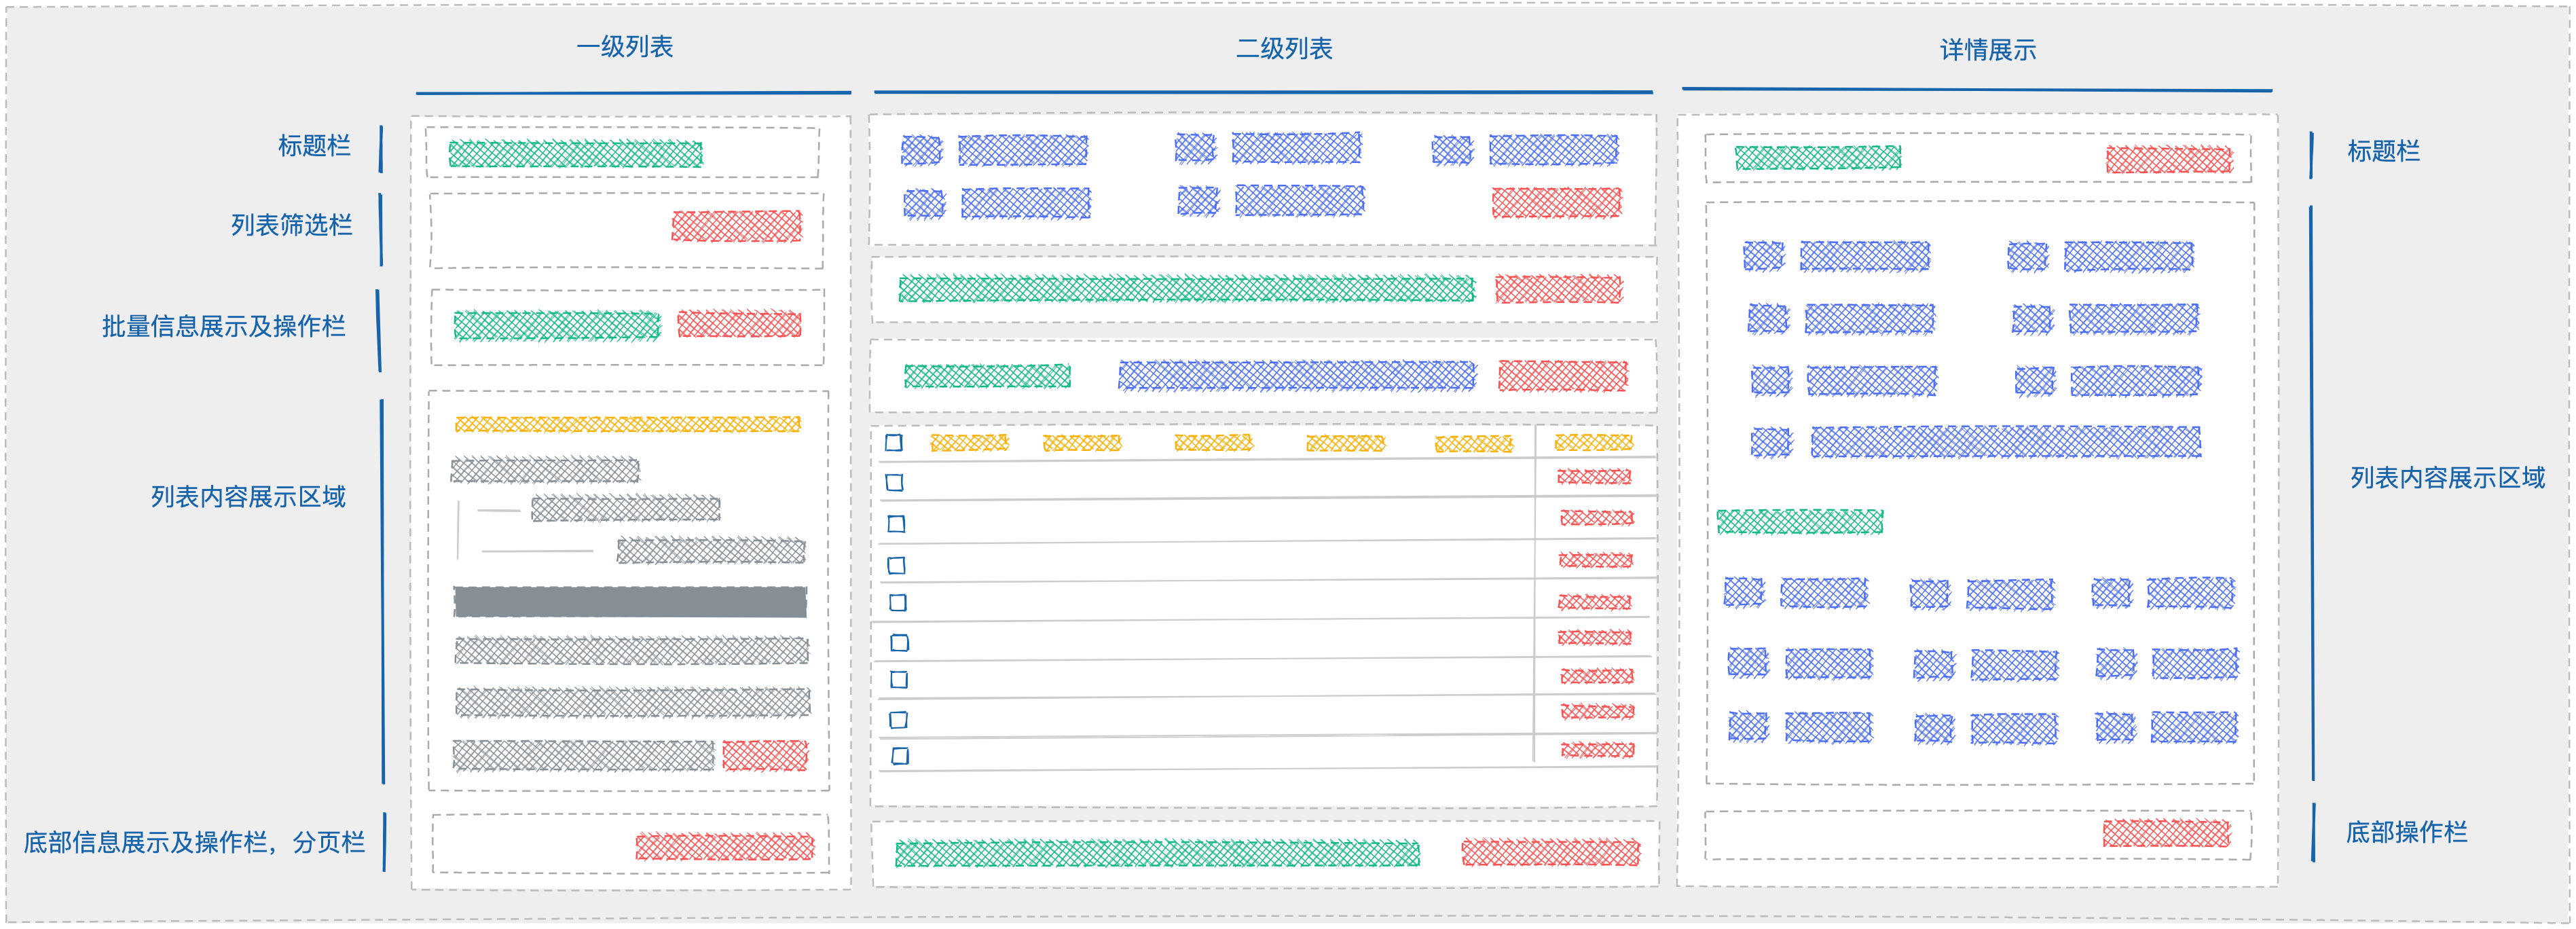 一级列表
二级列表
详情展示
标题栏
列表筛选栏
批量信息展示及操作栏
列表内容展示区域
底部信息展示及操作栏，分页栏
标题栏
列表内容展示区域
底部操作栏